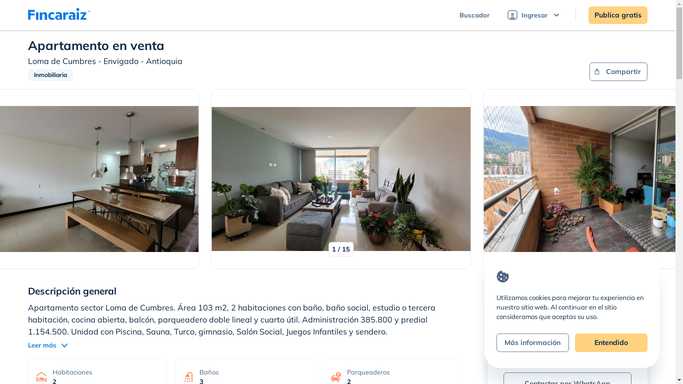 Fincaraiz
Buscador
Ingresar
Publica gratis
Apartamento en venta
Loma de Cumbres - Envigado - Antioquia
Inmobiliaria
Compartir
1 / 15
Descripción general
Apartamento sector Loma de Cumbres. Área 103 m2, 2 habitaciones con baño, baño social, estudio o tercera
habitación, cocina abierta, balcón, parqueadero doble lineal y cuarto útil. Administración 385.800 y predial
1.154.500. Unidad con Piscina, Sauna, Turco, gimnasio, Salón Social, Juegos Infantiles y sendero.
Leer más
Habitaciones
2
Baños
3
Parqueaderos
2
Utilizamos cookies para mejorar tu experiencia en
nuestro sitio web. Al continuar en el sitio
consideramos que aceptas su uso.
Más información
Entendido
Contactar por WhatsApp